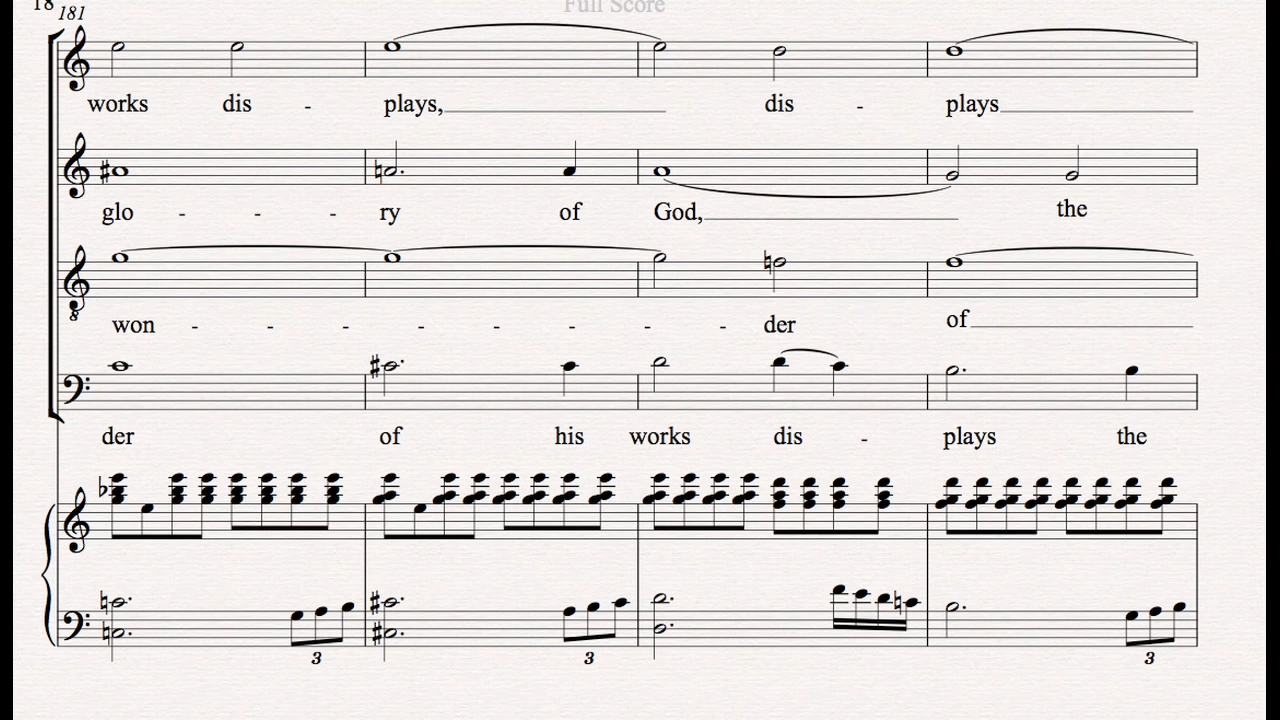 Full Score
18
181
works dis - plays, dis - plays
glo - - - ry of God, the
8
won - - - - - - - - der of
der of his works dis - plays the
3 3 3